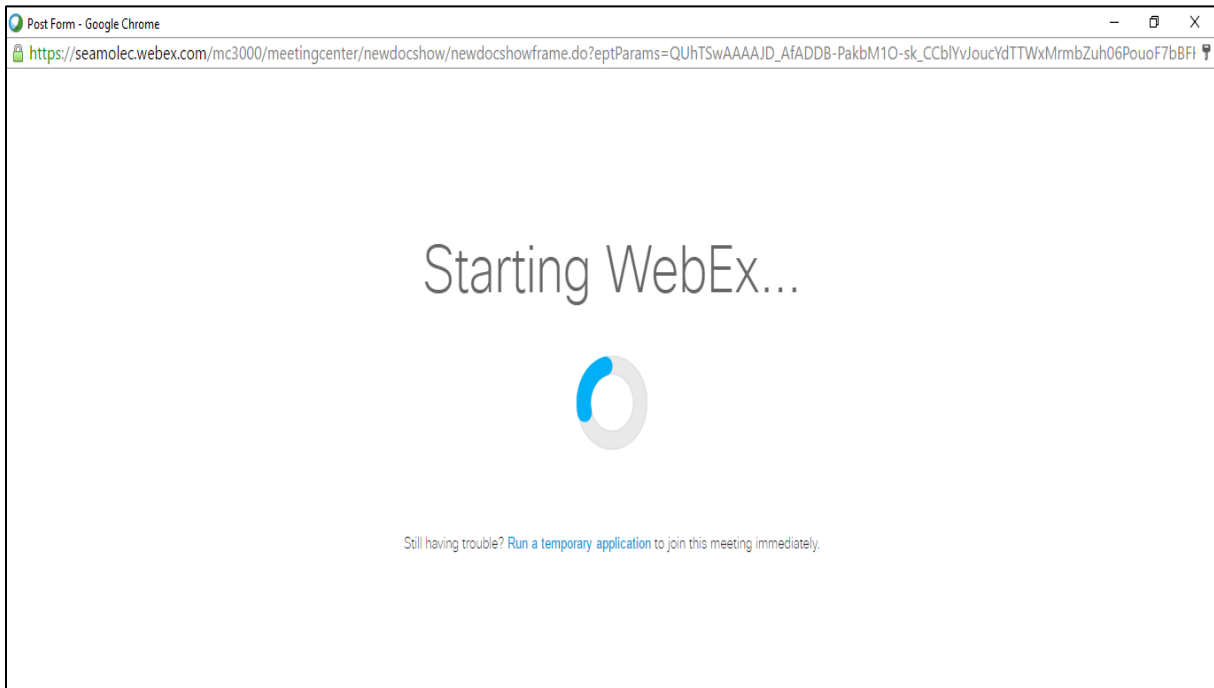 Post Form - Google Chrome
https://seamolec.webex.com/mc3000/meetingcenter/newdocshow/newdocshowframe.do?eptParams=QUhTSwAAAAJD_AfADDB-PakbM1O-sk_CCblYvJoucYdTTWxMrmbZuh06PouoF7bBFH
Starting WebEx...
Still having trouble? Run a temporary application to join this meeting immediately.